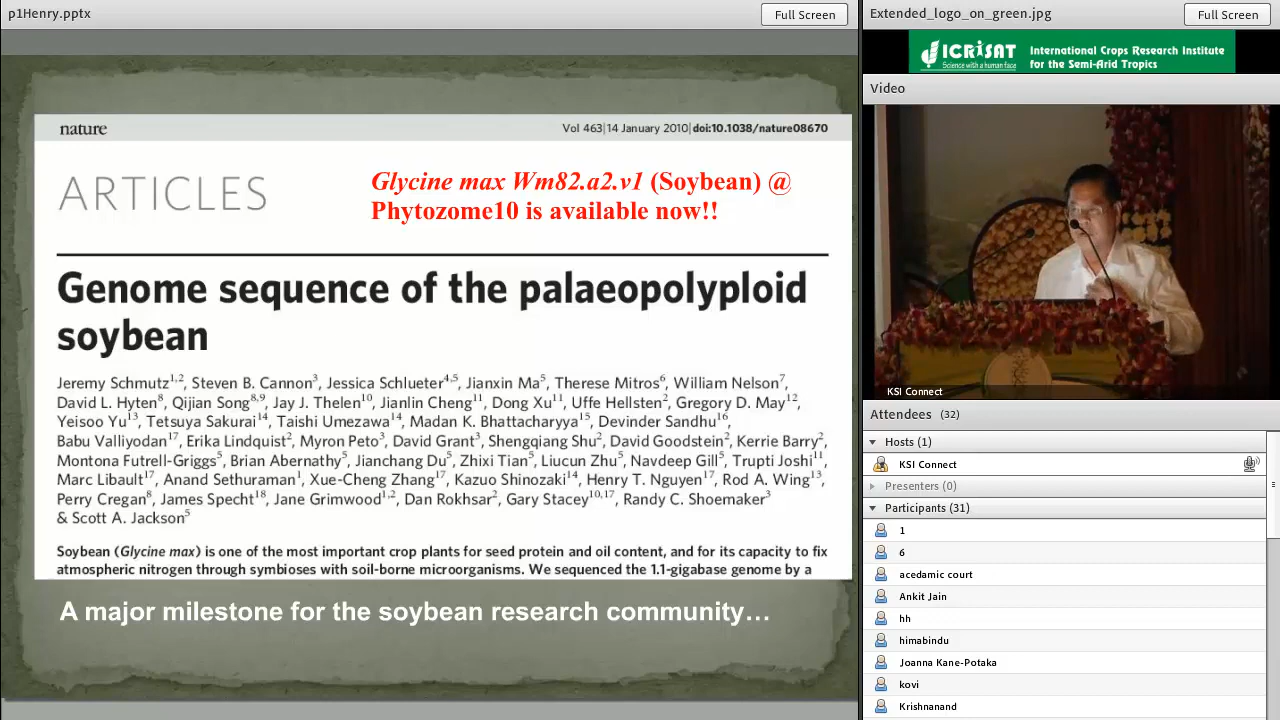 p1Henry.pptx
Full Screen
nature
Vol 463|14 January 2010|doi:10.1038/nature08670
ARTICLES
Glycine max Wm82.a2.v1 (Soybean) @
Phytozome10 is available now!!
Genome sequence of the palaeopolyploid
soybean
Jeremy Schmutz1,2, Steven B. Cannon3, Jessica Schlueter4,5, Jianxin Ma5, Therese Mitros6, William Nelson7,
David L. Hyten8, Qijian Song8,9, Jay J. Thelen10, Jianlin Cheng11, Dong Xu11, Uffe Hellsten2, Gregory D. May12,
Yeisoo Yu13, Tetsuya Sakurai14, Taishi Umezawa14, Madan K. Bhattacharyya15, Devinder Sandhu16,
Babu Valliyodan17, Erika Lindquist2, Myron Peto3, David Grant3, Shengqiang Shu2, David Goodstein2, Kerrie Barry2,
Montona Futrell-Griggs5, Brian Abernathy5, Jianchang Du5, Zhixi Tian5, Liucun Zhu5, Navdeep Gill5, Trupti Joshi11,
Marc Libault17, Anand Sethuraman1, Xue-Cheng Zhang17, Kazuo Shinozaki14, Henry T. Nguyen17, Rod A. Wing13,
Perry Cregan8, James Specht18, Jane Grimwood1,2, Dan Rokhsar2, Gary Stacey10,17, Randy C. Shoemaker3
& Scott A. Jackson5
Soybean (Glycine max) is one of the most important crop plants for seed protein and oil content, and for its capacity to fix
atmospheric nitrogen through symbioses with soil-borne microorganisms. We sequenced the 1.1-gigabase genome by a
A major milestone for the soybean research community…
Extended_logo_on_green.jpg
Full Screen
ICRISAT
Science with a human face
International Crops Research Institute
for the Semi-Arid Tropics
Video
KSI Connect
Attendees (32)
Hosts (1)
KSI Connect
Presenters (0)
Participants (31)
1
6
acedamic court
Ankit Jain
hh
himabindu
Joanna Kane-Potaka
kovi
Krishnanand